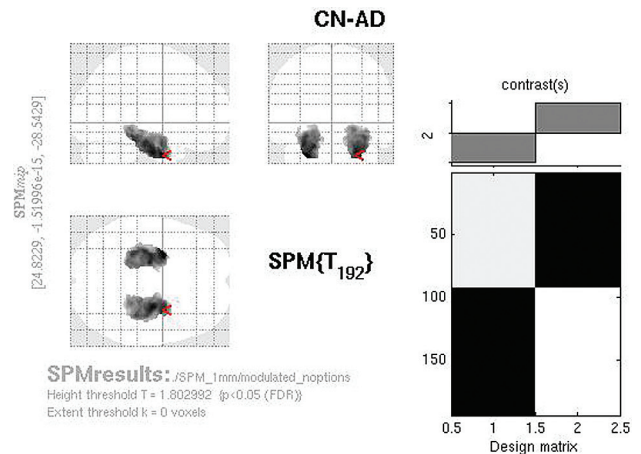 CN-AD
SPMmip
[24.8229, -1.51996e-15, -28.5429]
SPM{T192}
contrast(s)
2
50
100
150
0.5 1 1.5 2 2.5
Design matrix
SPMresults: ./SPM_1mm/modulated_noptions
Height threshold T = 1.802992 {p<0.05 (FDR)}
Extent threshold k = 0 voxels